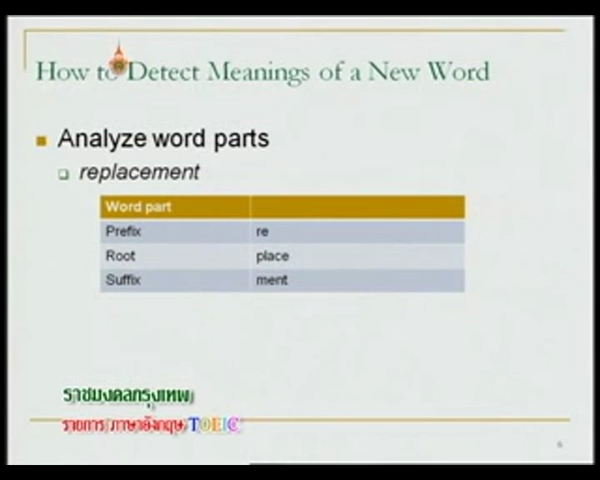 How to Detect Meanings of a New Word
Analyze word parts
replacement
Word part
Prefix re
Root place
Suffix ment
ราชมงคลกรุงเทพ
รายการ ภาษาอังกฤษ TOEIC
6